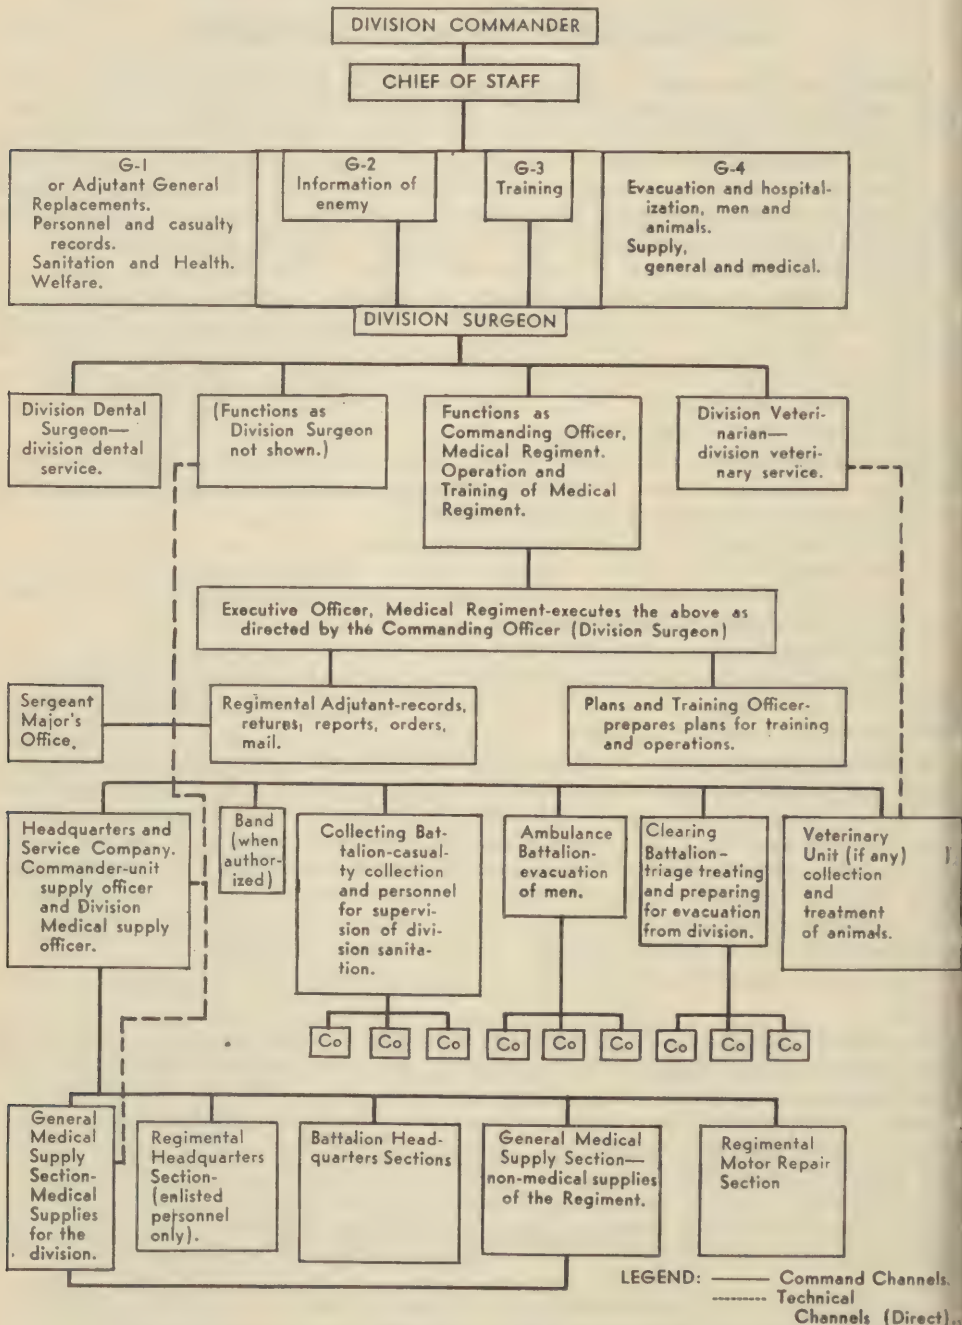 DIVISION COMMANDER
CHIEF OF STAFF
G-1
or Adjutant General
Replacements.
Personnel and casualty
records.
Sanitation and Health.
Welfare.
G-2
Information of
enemy
G-3
Training
G-4
Evacuation and hospital-
ization, men and
animals.
Supply,
general and medical.
DIVISION SURGEON
Division Dental
Surgeon—
division dental
service.
(Functions as
Division Surgeon
not shown.)
Functions as
Commanding Officer,
Medical Regiment.
Operation and
Training of Medical
Regiment.
Division Veteri-
narian—
division veteri-
nary service.
Executive Officer, Medical Regiment-executes the above as
directed by the Commanding Officer (Division Surgeon)
Sergeant
Major's
Office.
Regimental Adjutant-records,
returns, reports, orders,
mail.
Plans and Training Officer-
prepares plans for training
and operations.
Headquarters and
Service Company.
Commander-unit
supply officer
and Division
Medical supply
officer.
Band
(when
author-
ized)
Collecting Bat-
talion-casual-
ty collection
and personnel
for supervi-
sion of divi-
sion sanita-
tion.
Ambulance
Battalion-
evacuation
of men.
Clearing
Battalion-
triage treating
and preparing
for evacuation
from division.
Veterinary
Unit (if any)
collection
and
treatment
of animals.
Co Co Co Co Co Co Co Co Co
General
Medical
Supply
Section-
Medical
Supplies
for the
division.
Regimental
Headquarters
Section-
(enlisted
personnel
only).
Battalion Head-
quarters Sections
General Medical
Supply Section—
non-medical supplies
of the Regiment.
Regimental
Motor Repair
Section
LEGEND: Command Channels.
Technical
Channels (Direct).